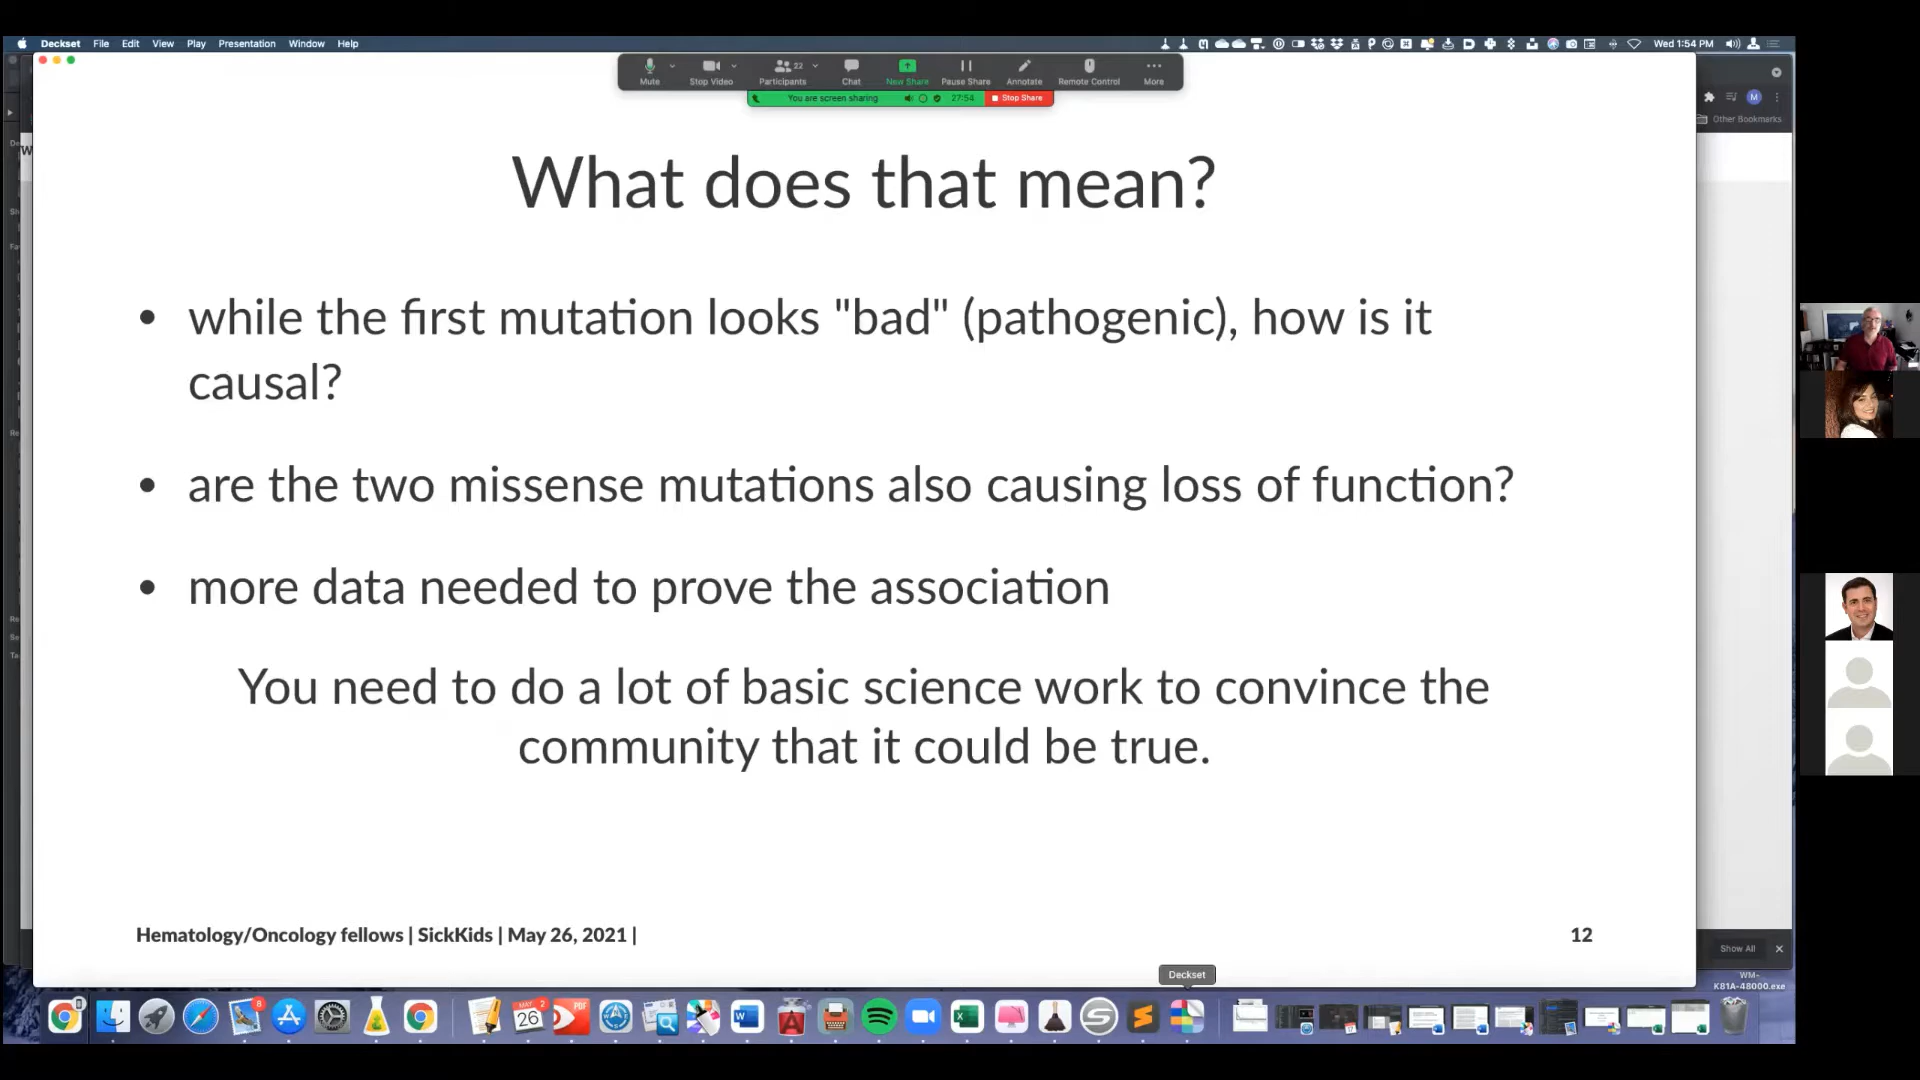 Deckset File Edit View Play Presentation Window Help
Wed 1:54 PM
Mute Stop Video Participants 22 Chat New Share Pause Share Annotate Remote Control More
You are screen sharing 27:54 Stop Share
M
Other Bookmarks
W
What does that mean?
• while the first mutation looks "bad" (pathogenic), how is it
causal?
• are the two missense mutations also causing loss of function?
• more data needed to prove the association
You need to do a lot of basic science work to convince the
community that it could be true.
Hematology/Oncology fellows | SickKids | May 26, 2021 |
12
Show All
Deckset
WM-
K81A-48000.exe
8
2
26
PDF